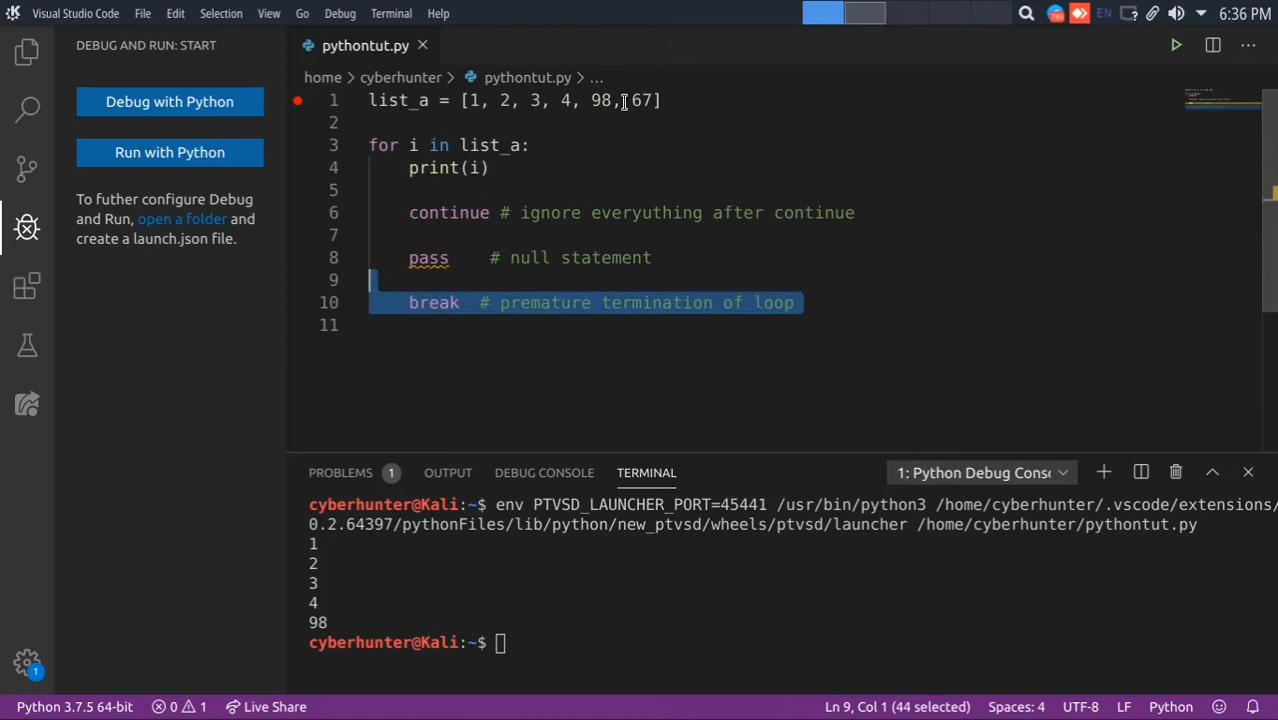 Visual Studio Code File Edit Selection View Go Debug Terminal Help EN 6:36 PM
DEBUG AND RUN: START
pythontut.py
home > cyberhunter > pythontut.py > ...
Debug with Python
Run with Python
To futher configure Debug
and Run, open a folder and
create a launch.json file.
1 list_a = [1, 2, 3, 4, 98, 67]
2
3 for i in list_a:
4 print(i)
5
6 continue # ignore everyuthing after continue
7
8 pass # null statement
9
10 break # premature termination of loop
11
PROBLEMS 1 OUTPUT DEBUG CONSOLE TERMINAL 1: Python Debug Consc
cyberhunter@Kali:~$ env PTVSD_LAUNCHER_PORT=45441 /usr/bin/python3 /home/cyberhunter/.vscode/extensions/
0.2.64397/pythonFiles/lib/python/new_ptvsd/wheels/ptvsd/launcher /home/cyberhunter/pythontut.py
1
2
3
4
98
cyberhunter@Kali:~$
1
Python 3.7.5 64-bit 0 1 Live Share Ln 9, Col 1 (44 selected) Spaces: 4 UTF-8 LF Python